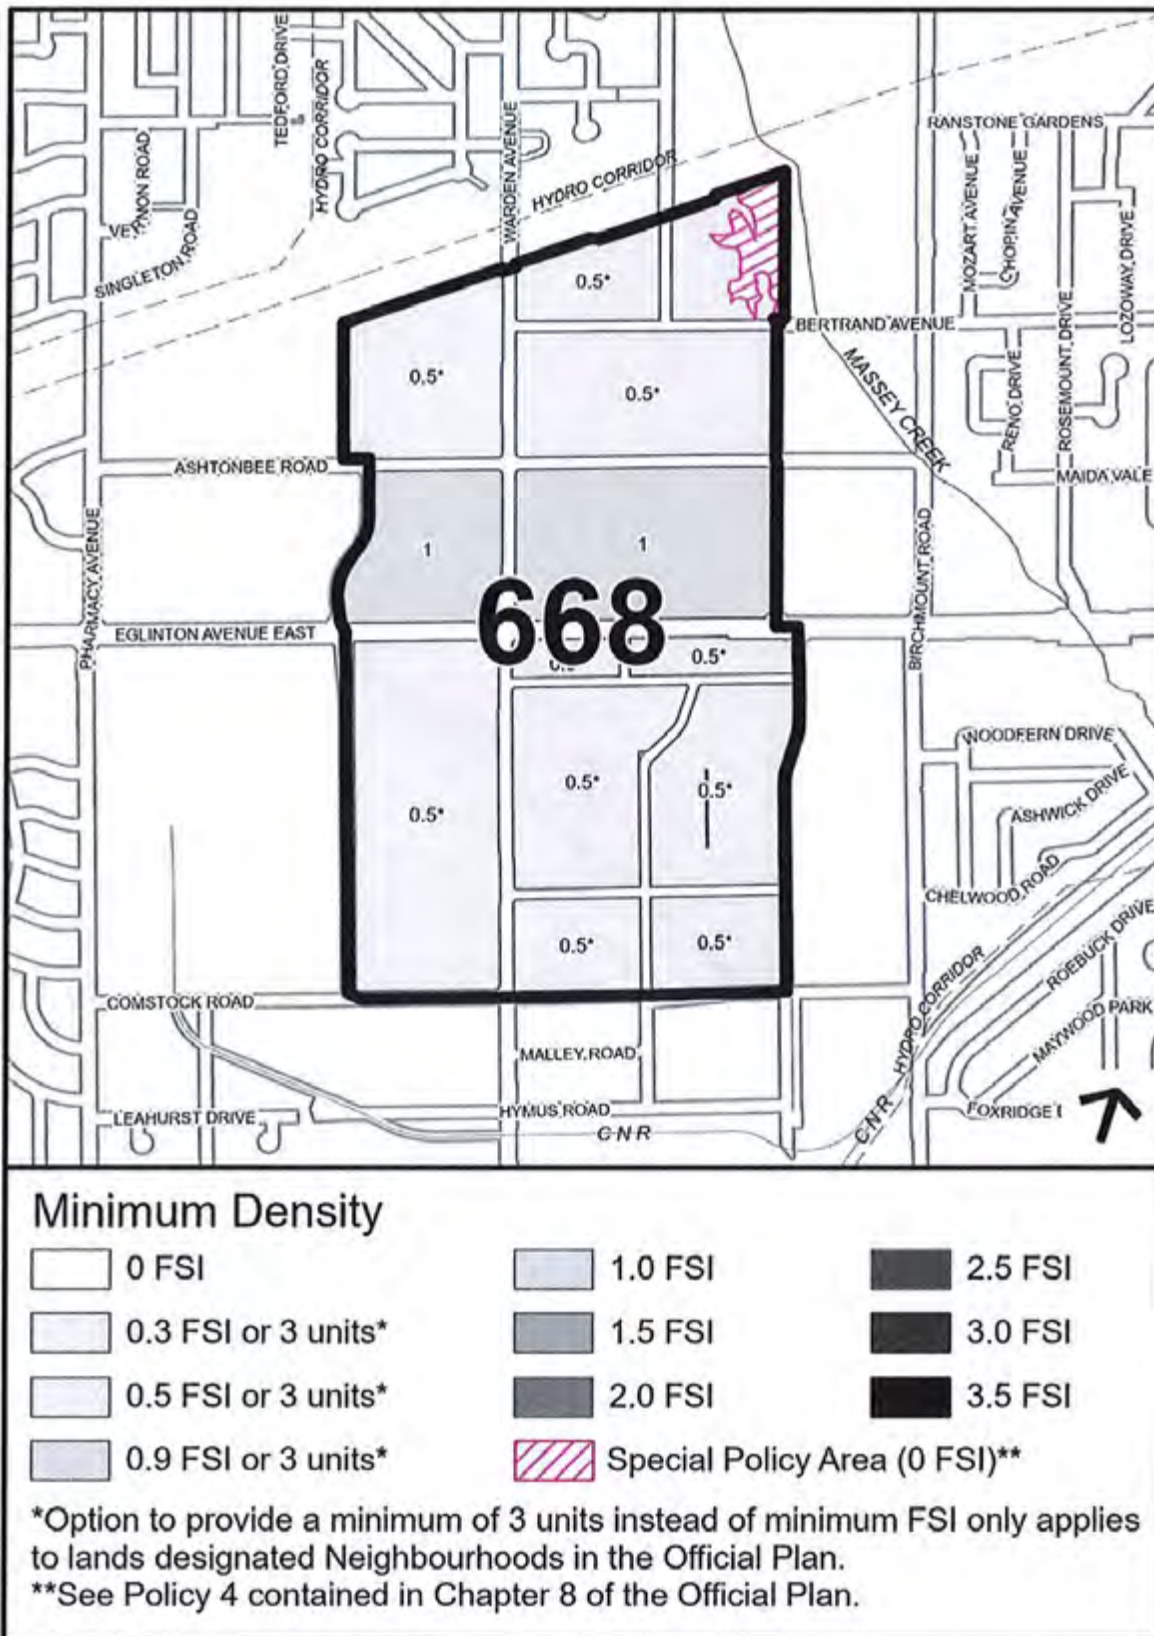 TEDFORD DRIVE
HYDRO CORRIDOR
WARDEN AVENUE
VERNON ROAD
SINGLETON ROAD
HYDRO CORRIDOR
RANSTONE GARDENS
MOZART AVENUE
CHOPIN AVENUE
LOZOWAY DRIVE
0.5*
BERTRAND AVENUE
ROSEMOUNT DRIVE
RENO DRIVE
MASSEY CREEK
0.5*
0.5*
ASHTONBEE ROAD
MAIDA VALE
PHARMACY AVENUE
BIRCHMOUNT ROAD
1
1
668
EGLINTON AVENUE EAST
0.5*
WOODFERN DRIVE
0.5*
0.5*
0.5*
ASHWICK DRIVE
CHELWOOD ROAD
0.5*
0.5*
HYDRO CORRIDOR
ROEBUCK DRIVE
COMSTOCK ROAD
MAYWOOD PARK
MALLEY ROAD
LEAHURST DRIVE
HYMUS ROAD
CNR
CNR
FOXRIDGE
Minimum Density
0 FSI
1.0 FSI
2.5 FSI
0.3 FSI or 3 units*
1.5 FSI
3.0 FSI
0.5 FSI or 3 units*
2.0 FSI
3.5 FSI
0.9 FSI or 3 units*
Special Policy Area (0 FSI)**
*Option to provide a minimum of 3 units instead of minimum FSI only applies
to lands designated Neighbourhoods in the Official Plan.
**See Policy 4 contained in Chapter 8 of the Official Plan.